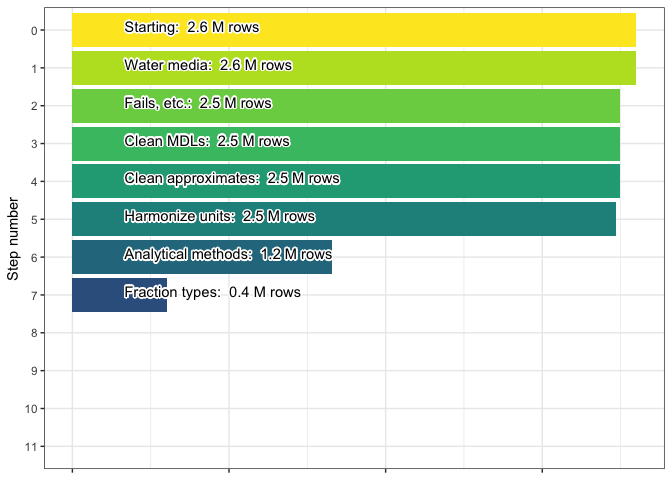 0
Starting:  2.6 M rows
1
Water media:  2.6 M rows
2
Fails, etc.:  2.5 M rows
3
Clean MDLs:  2.5 M rows
4
Clean approximates:  2.5 M rows
5
Harmonize units:  2.5 M rows
6
Analytical methods:  1.2 M rows
7
Fraction types:  0.4 M rows
8
9
10
11
Step number